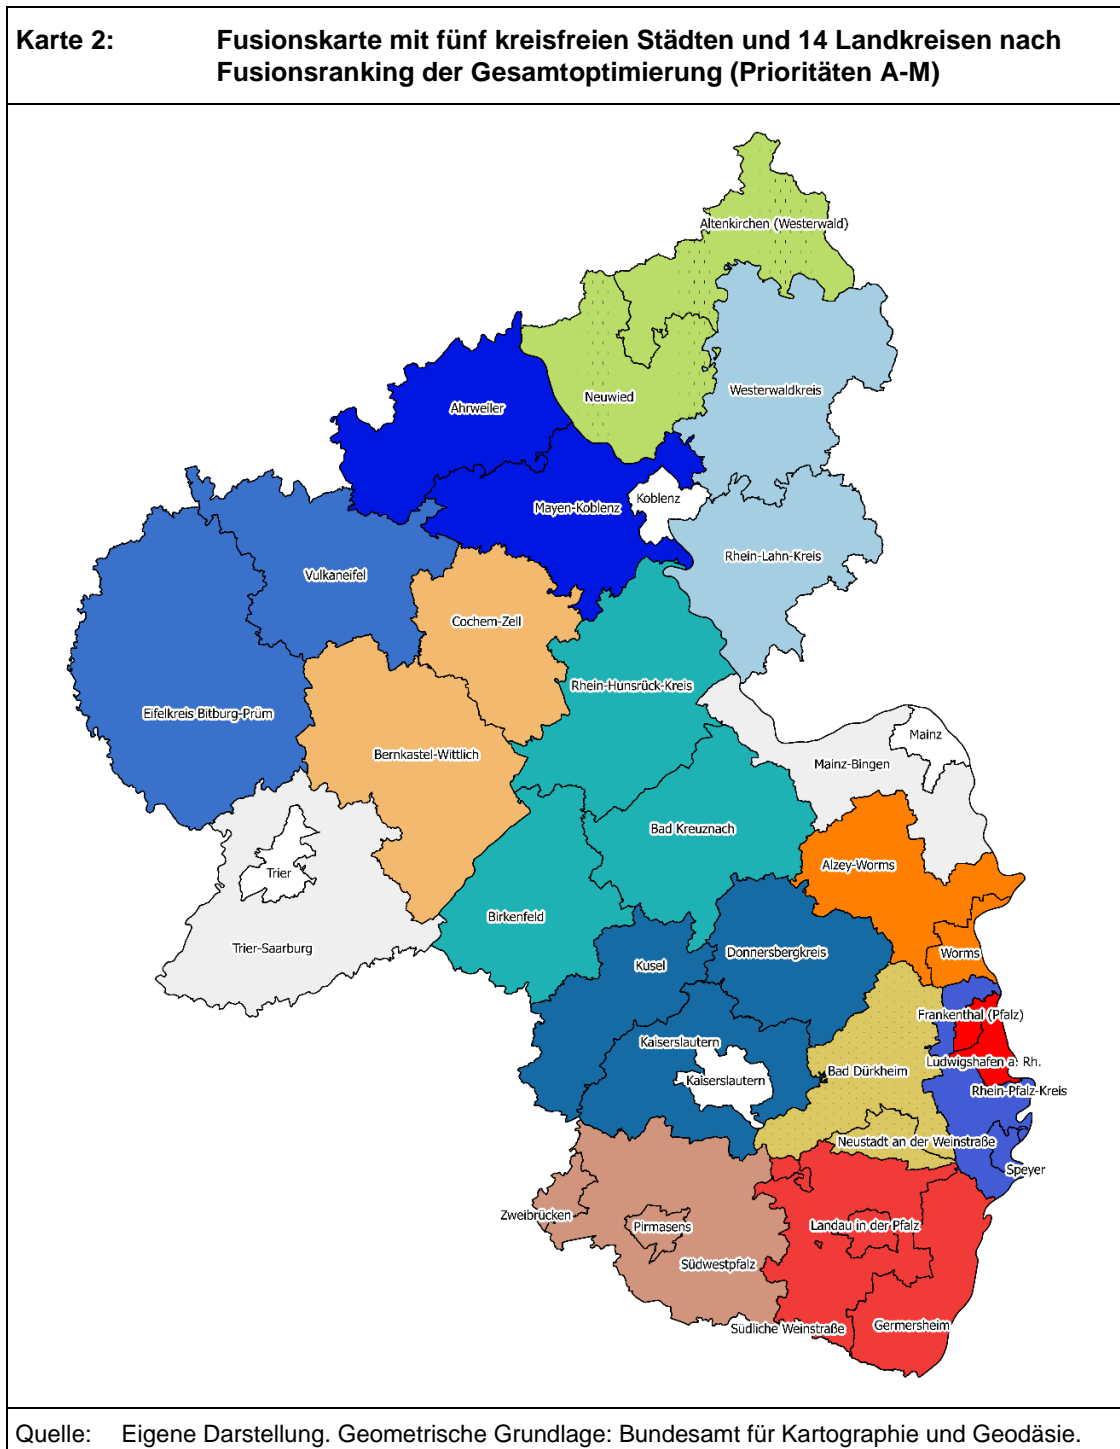 Karte 2: Fusionskarte mit fünf kreisfreien Städten und 14 Landkreisen nach
Fusionsranking der Gesamtoptimierung (Prioritäten A-M)
Altenkirchen (Westerwald)
Neuwied
Westerwaldkreis
Ahrweiler
Mayen-Koblenz
Koblenz
Rhein-Lahn-Kreis
Vulkaneifel
Cochem-Zell
Rhein-Hunsrück-Kreis
Eifelkreis Bitburg-Prüm
Bernkastel-Wittlich
Mainz
Mainz-Bingen
Bad Kreuznach
Alzey-Worms
Trier
Birkenfeld
Trier-Saarburg
Kusel
Donnersbergkreis
Worms
Frankenthal (Pfalz)
Kaiserslautern
Ludwigshafen a. Rh.
Bad Dürkheim
Kaiserslautern
Rhein-Pfalz-Kreis
Neustadt an der Weinstraße
Speyer
Zweibrücken
Pirmasens
Landau in der Pfalz
Südwestpfalz
Südliche Weinstraße
Germersheim
Quelle: Eigene Darstellung. Geometrische Grundlage: Bundesamt für Kartographie und Geodäsie.